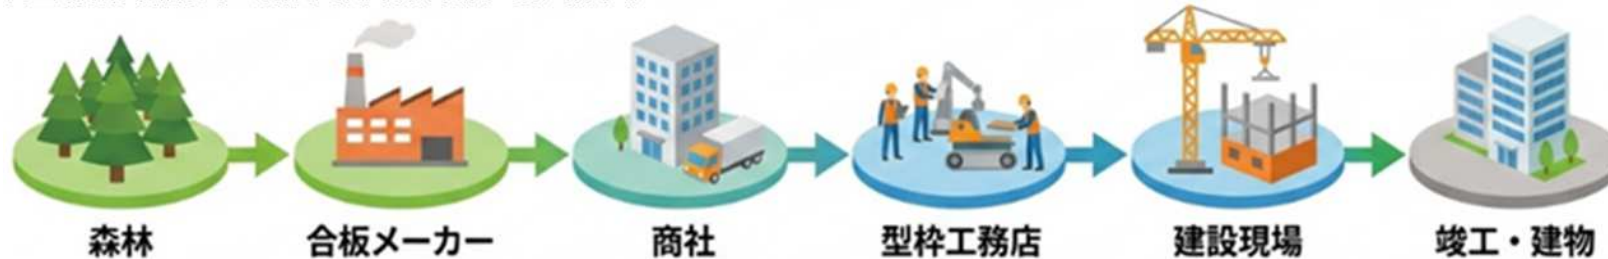 森林
合板メーカー
商社
型枠工務店
建設現場
竣工・建物